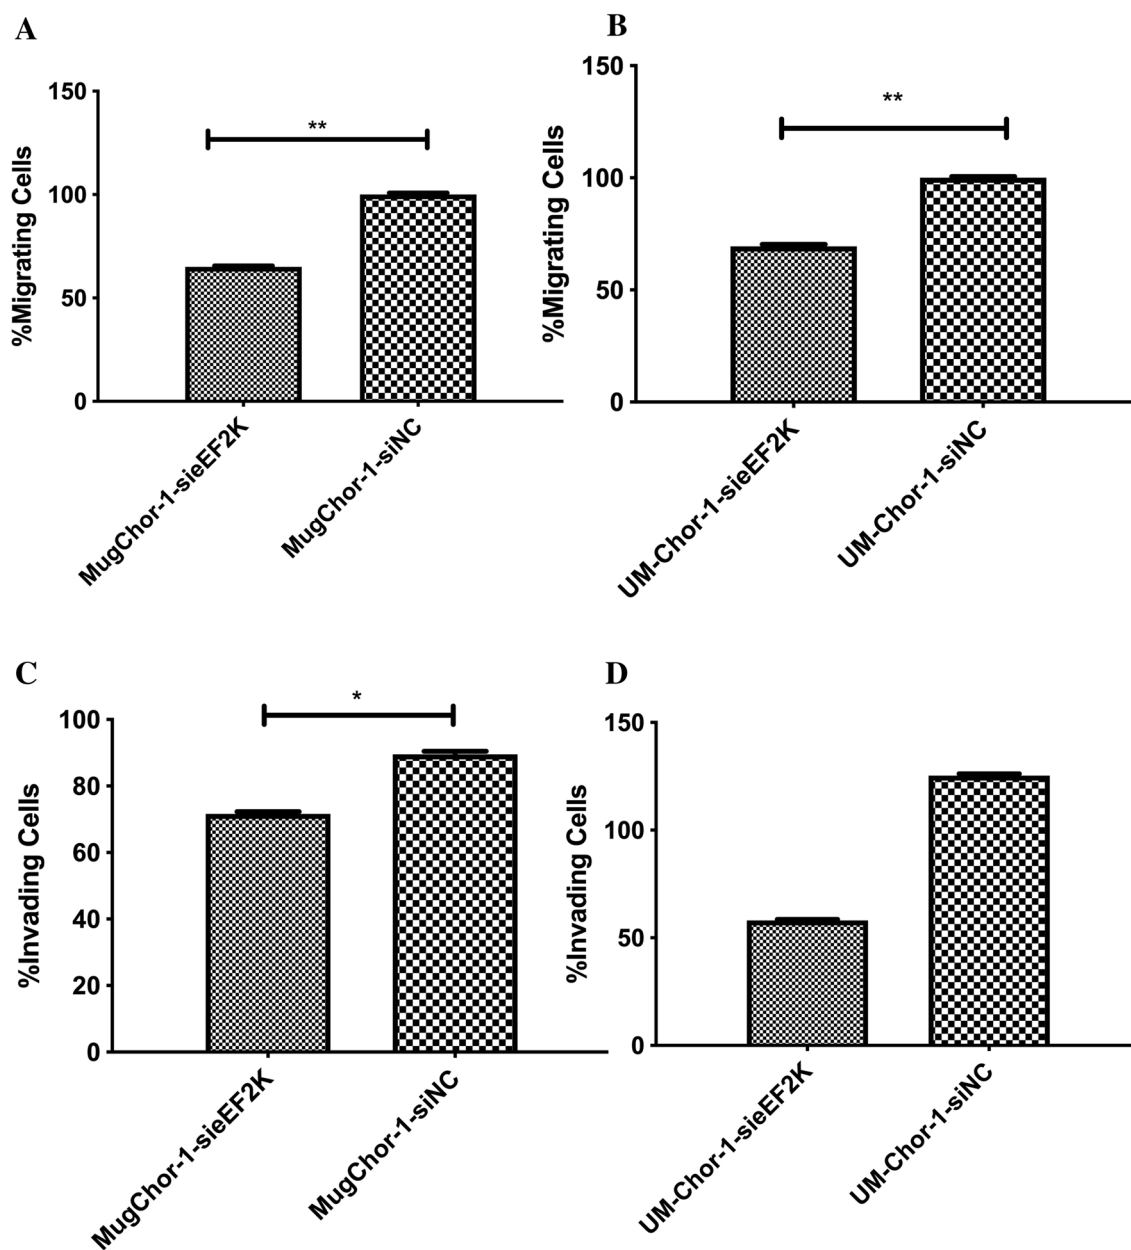 A
150
100
50
0
%Migrating Cells
**
MugChor-1-sieEF2K
MugChor-1-siNC
B
150
100
50
0
%Migrating Cells
**
UM-Chor-1-sieEF2K
UM-Chor-1-siNC
C
100
80
60
40
20
0
%Invading Cells
*
MugChor-1-sieEF2K
MugChor-1-siNC
D
150
100
50
0
%Invading Cells
UM-Chor-1-sieEF2K
UM-Chor-1-siNC